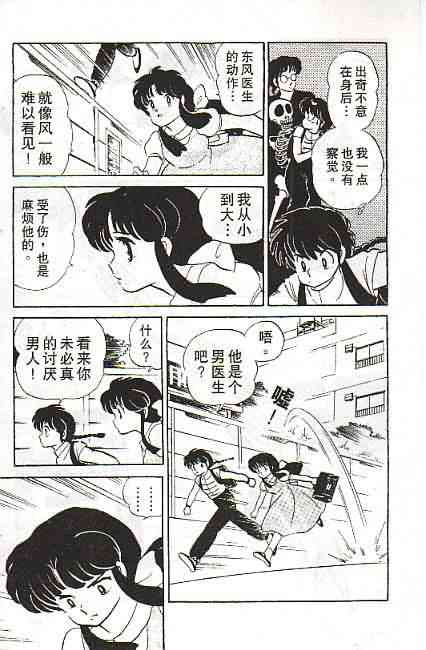 出奇不意
在身后…
我一点
也没有
察觉。
东风医生
的动作…
就像风一般
难以看见！
我从小
到大…
受了伤，也是
麻烦他的。
唔。
他是个
男医生
吧？
嘘！
什么？
看来你
未必真
的讨厌
男人！
……